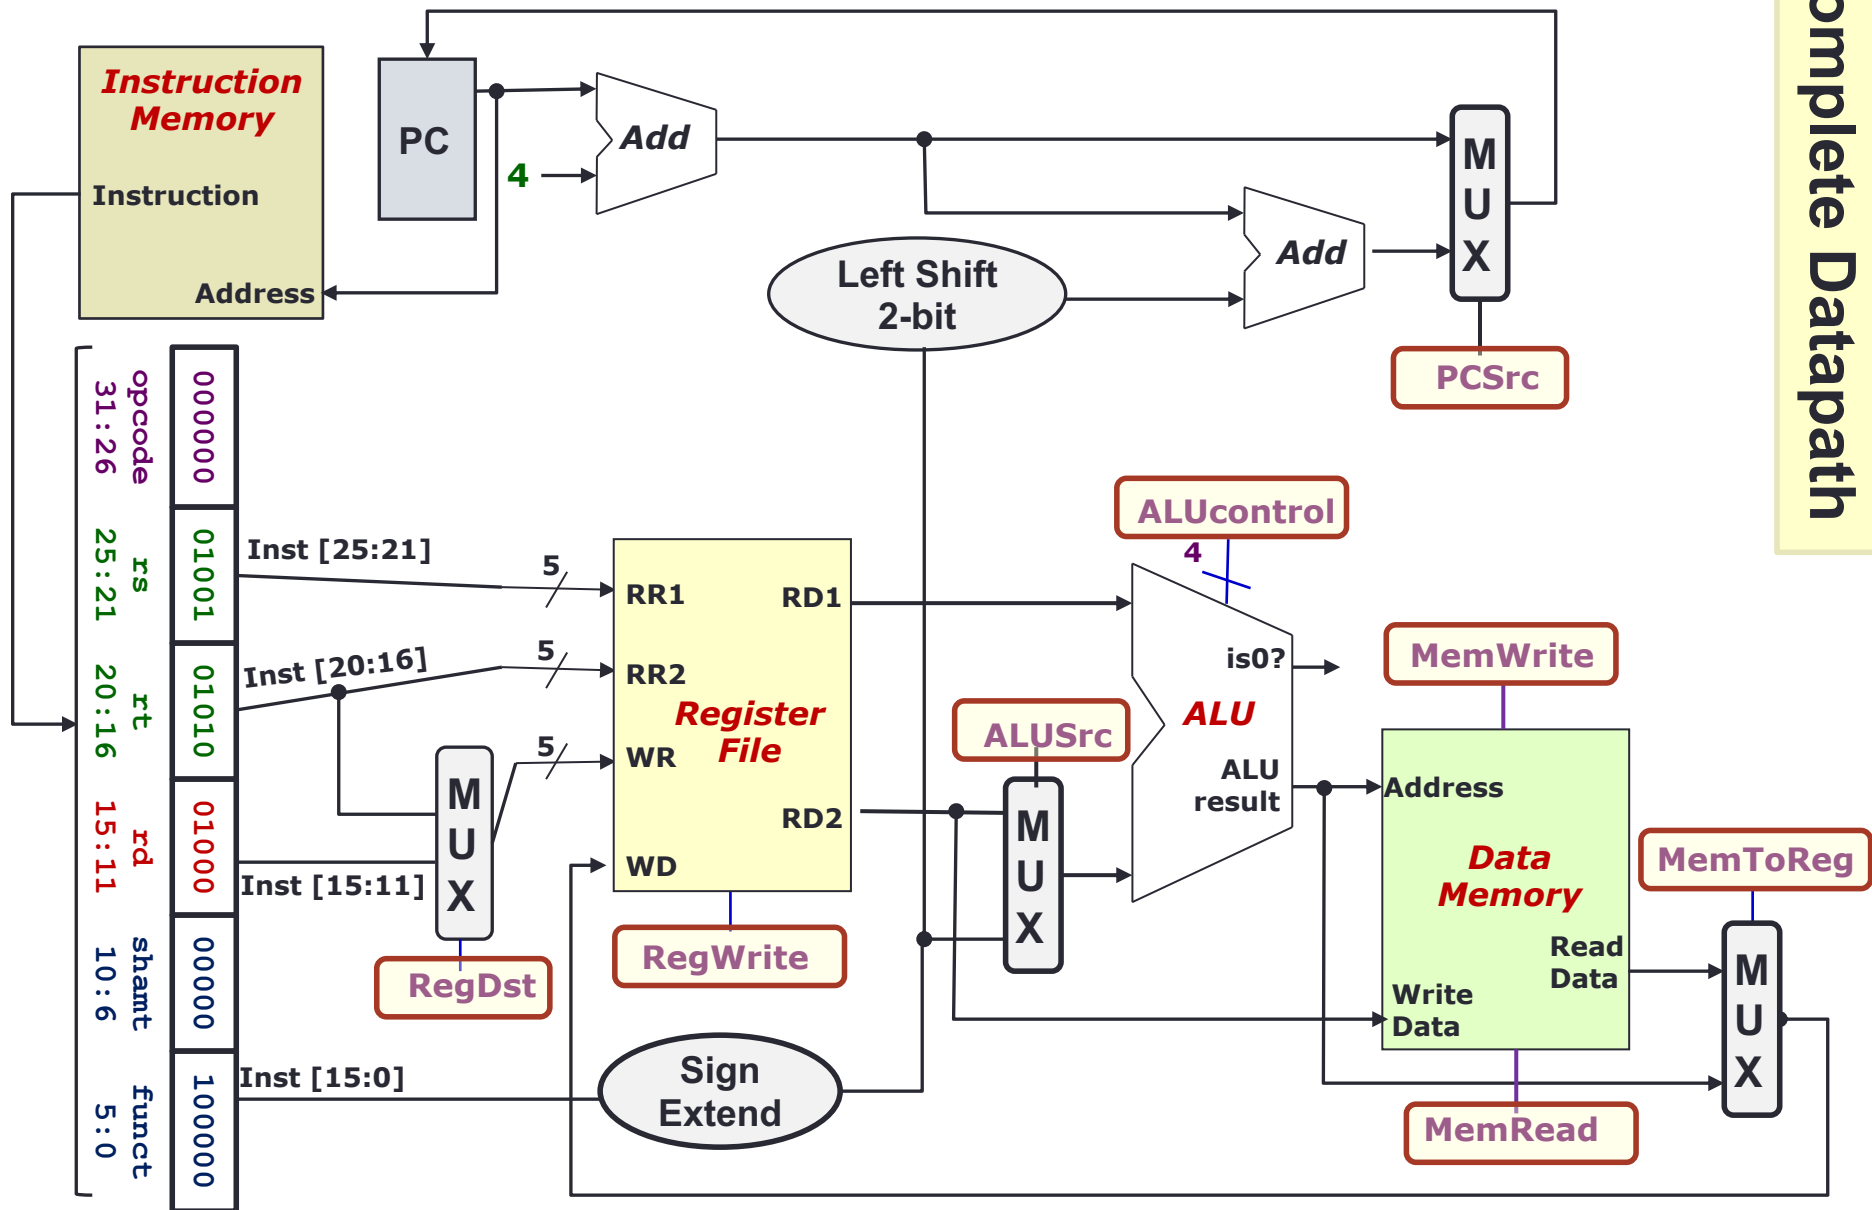 omplete Datapath
Instruction
Memory
Instruction
Address
PC
4
Add
Left Shift
2-bit
Add
M
U
X
PCSrc
opcode
31:26
000000
rs
25:21
01001
rt
20:16
01010
rd
15:11
01000
shamt
10:6
00000
funct
5:0
100000
Inst [25:21]
5
Inst [20:16]
5
5
Inst [15:11]
Inst [15:0]
M
U
X
RegDst
RR1
RR2
WR
WD
RD1
RD2
Register
File
RegWrite
Sign
Extend
ALUSrc
M
U
X
ALUcontrol
4
is0?
ALU
ALU
result
MemWrite
Address
Data
Memory
Read
Data
Write
Data
MemRead
MemToReg
M
U
X